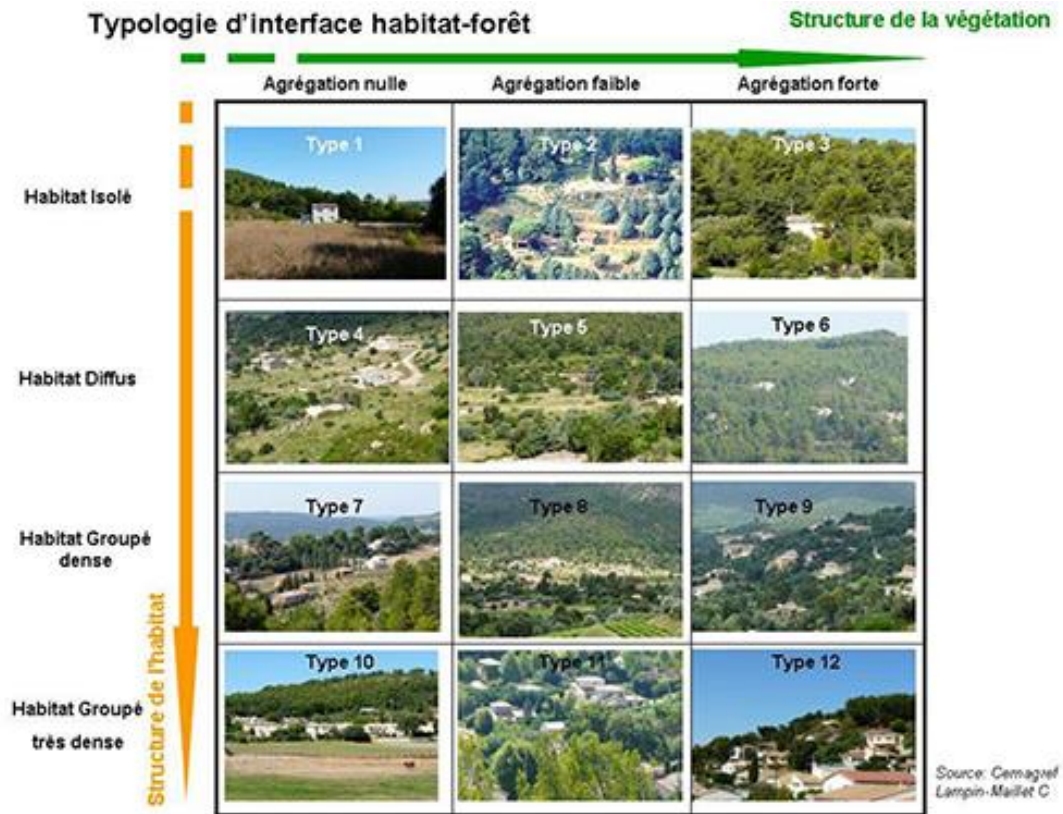 Typologie d'interface habitat-forêt
Structure de la végétation
Agrégation nulle
Agrégation faible
Agrégation forte
Habitat Isolé
Type 1
Type 2
Type 3
Habitat Diffus
Type 4
Type 5
Type 6
Habitat Groupé
dense
Type 7
Type 8
Type 9
Habitat Groupé
très dense
Type 10
Type 11
Type 12
Structure de l'habitat
Source: Cemagref
Lampin-Maillet C